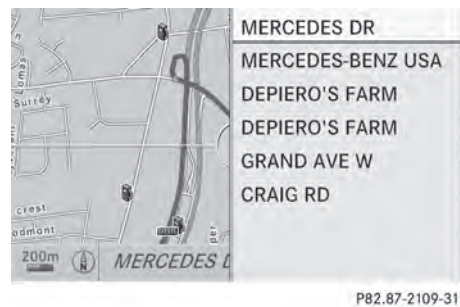 Surrey
crest
odmont
per
200m
N
MERCEDES D
MERCEDES DR
MERCEDES-BENZ USA
DEPIERO'S FARM
DEPIERO'S FARM
GRAND AVE W
CRAIG RD
P82.87-2109-31